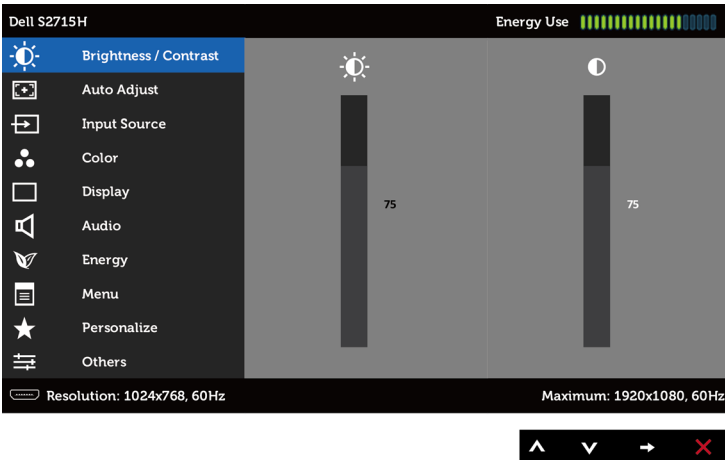 Dell S2715H
Energy Use
Brightness / Contrast
Auto Adjust
Input Source
Color
Display
Audio
Energy
Menu
Personalize
Others
75
75
Resolution: 1024x768, 60Hz
Maximum: 1920x1080, 60Hz